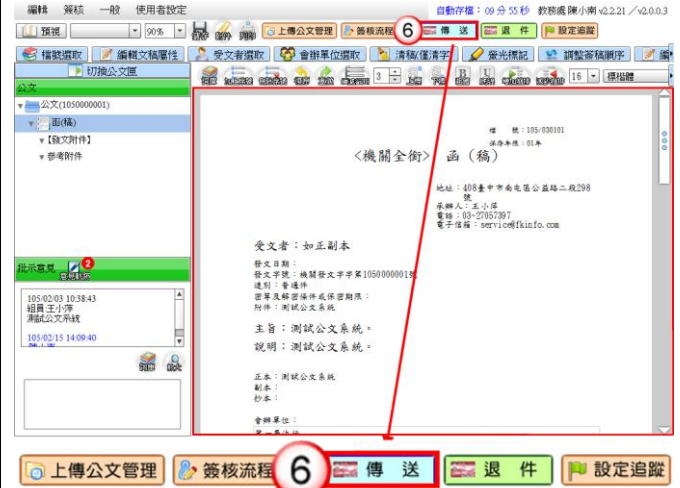 編輯 簽核 一般 使用者設定
自動存檔：09 分 55 秒 教務處 陳小南 v2.2.21 ／v2.0.0.3
預視 90% 上傳公文管理 簽核流程 6 傳 送 退 件 設定追蹤
檔號選取 編輯文稿屬性 受文者選取 會辦單位選取 清稿(僅清字) 螢光標記 調整簽稿順序
切換公文匣
3 16 標楷體
公文
公文(1050000001)
函(稿)
【發文附件】
參考附件
檔 號：105/030101
保存年限：01年
<機關全銜> 函（稿）
地址：408臺中市南屯區公益路二段298
號
承辦人：王小萍
電話：03-27057397
電子信箱：service@fkinfo.com
受文者：如正副本
發文日期：
發文字號：機關發文字字第1050000001號
速別：普通件
密等及解密條件或保密期限：
附件：測試公文系統
主旨：測試公文系統。
說明：測試公文系統。
正本：測試公文系統
副本：
抄本：
會辦單位：
批示意見 2
105/02/03 10:38:43
組員 王小萍
測試公文系統
105/02/15 14:09:40
上傳公文管理 簽核流程 6 傳 送 退 件 設定追蹤